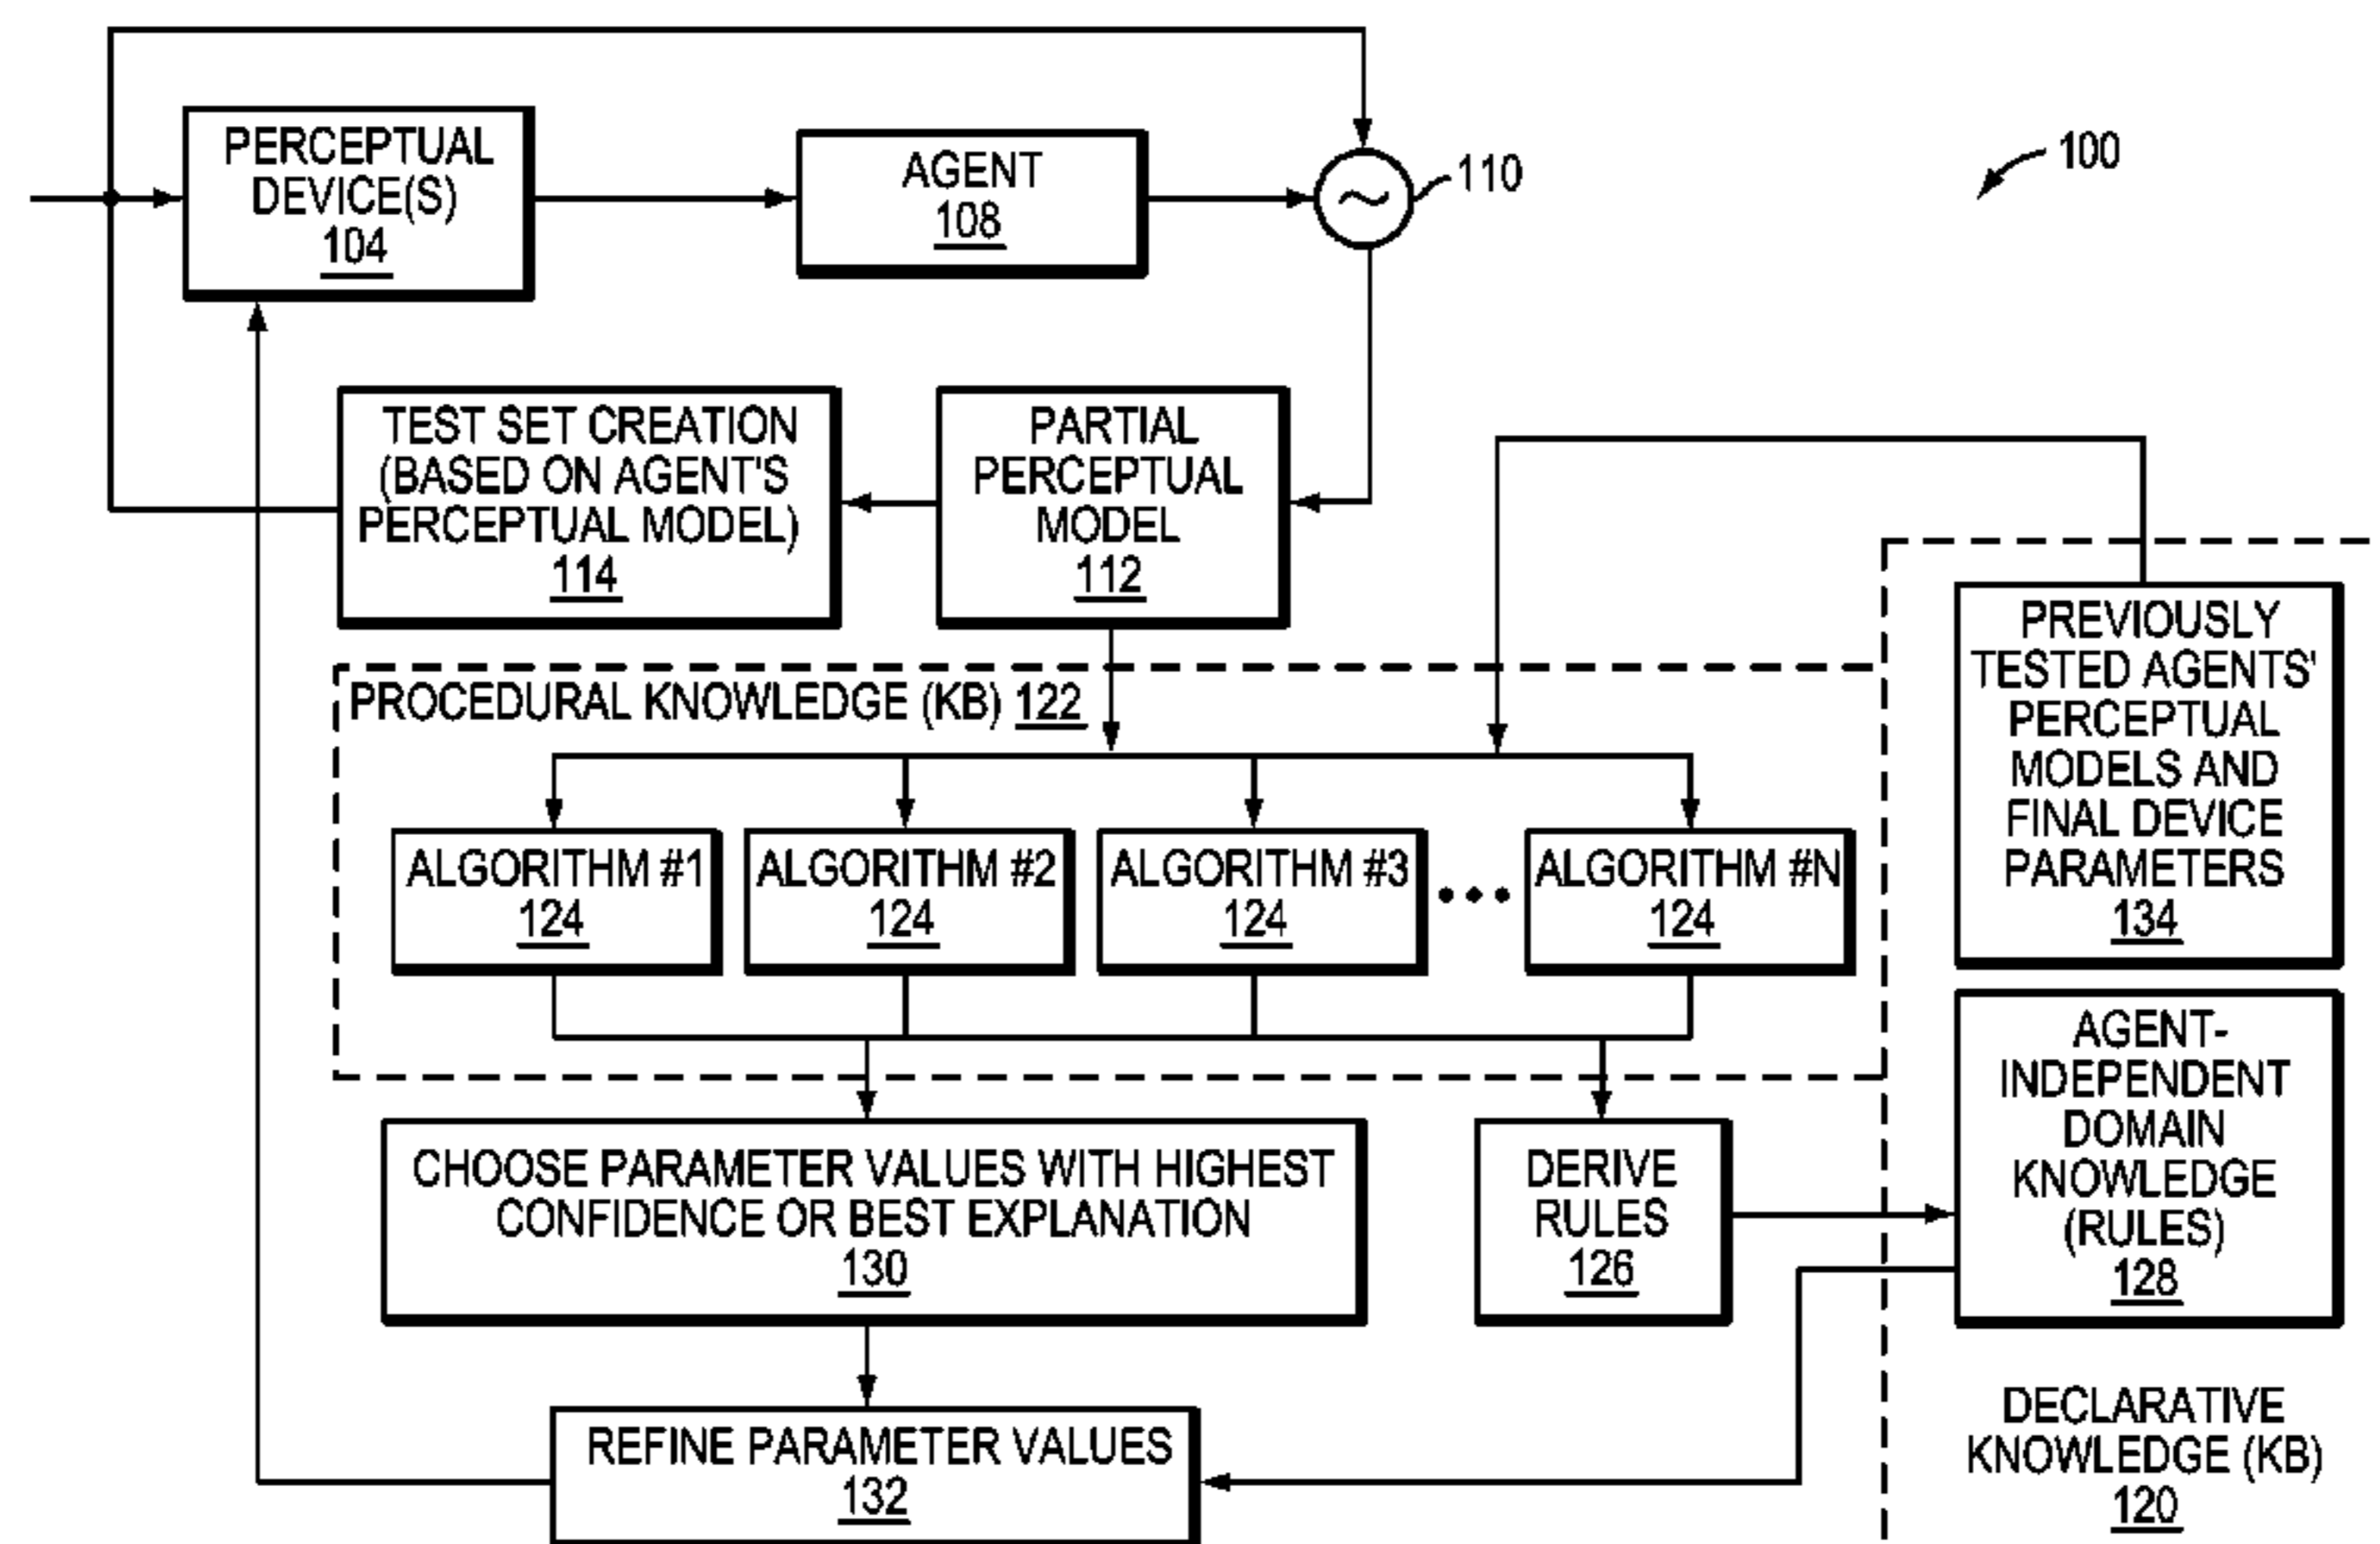 PERCEPTUAL
DEVICE(S)
104
AGENT
108
110
100
TEST SET CREATION
(BASED ON AGENT'S
PERCEPTUAL MODEL)
114
PARTIAL
PERCEPTUAL
MODEL
112
PREVIOUSLY
TESTED AGENTS'
PERCEPTUAL
MODELS AND
FINAL DEVICE
PARAMETERS
134
PROCEDURAL KNOWLEDGE (KB) 122
ALGORITHM #1
124
ALGORITHM #2
124
ALGORITHM #3
124
ALGORITHM #N
124
AGENT-
INDEPENDENT
DOMAIN
KNOWLEDGE
(RULES)
128
CHOOSE PARAMETER VALUES WITH HIGHEST
CONFIDENCE OR BEST EXPLANATION
130
DERIVE
RULES
126
REFINE PARAMETER VALUES
132
DECLARATIVE
KNOWLEDGE (KB)
120